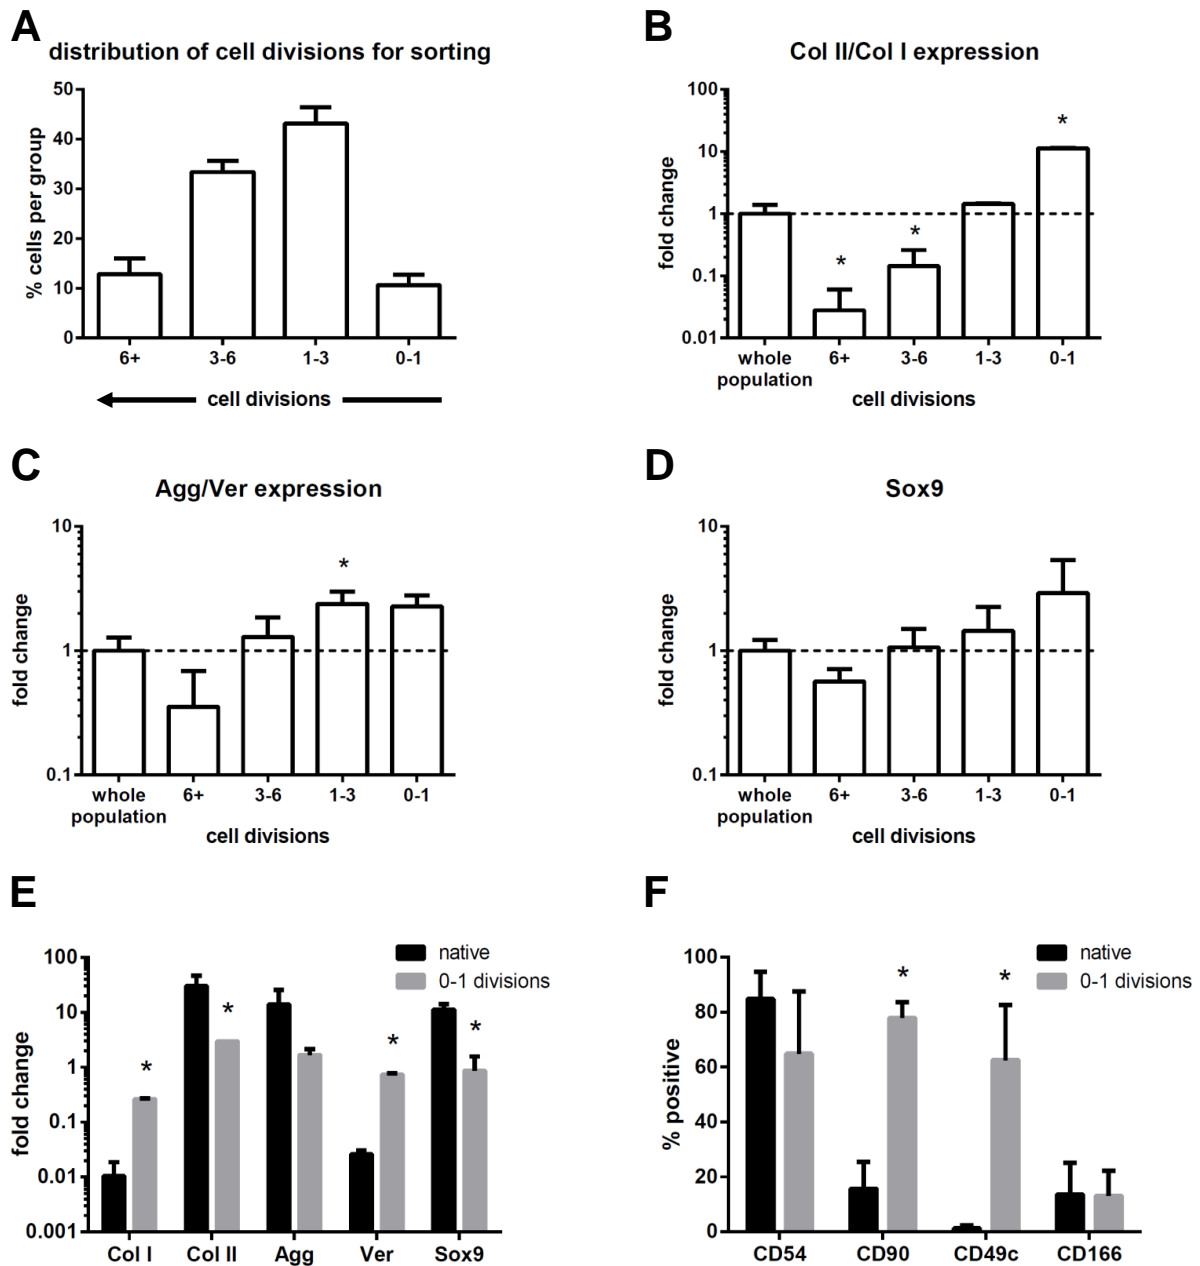 A
distribution of cell divisions for sorting
% cells per group
50
40
30
20
10
0
6+ 3-6 1-3 0-1
cell divisions
B
Col II/Col I expression
fold change
100
10
1
0.1
0.01
* * *
whole population 6+ 3-6 1-3 0-1
cell divisions
C
Agg/Ver expression
fold change
10
1
0.1
*
whole population 6+ 3-6 1-3 0-1
cell divisions
D
Sox9
fold change
10
1
0.1
whole population 6+ 3-6 1-3 0-1
cell divisions
E
native
0-1 divisions
fold change
100
10
1
0.1
0.01
0.001
* * * *
Col I Col II Agg Ver Sox9
F
native
0-1 divisions
% positive
100
80
60
40
20
0
* *
CD54 CD90 CD49c CD166